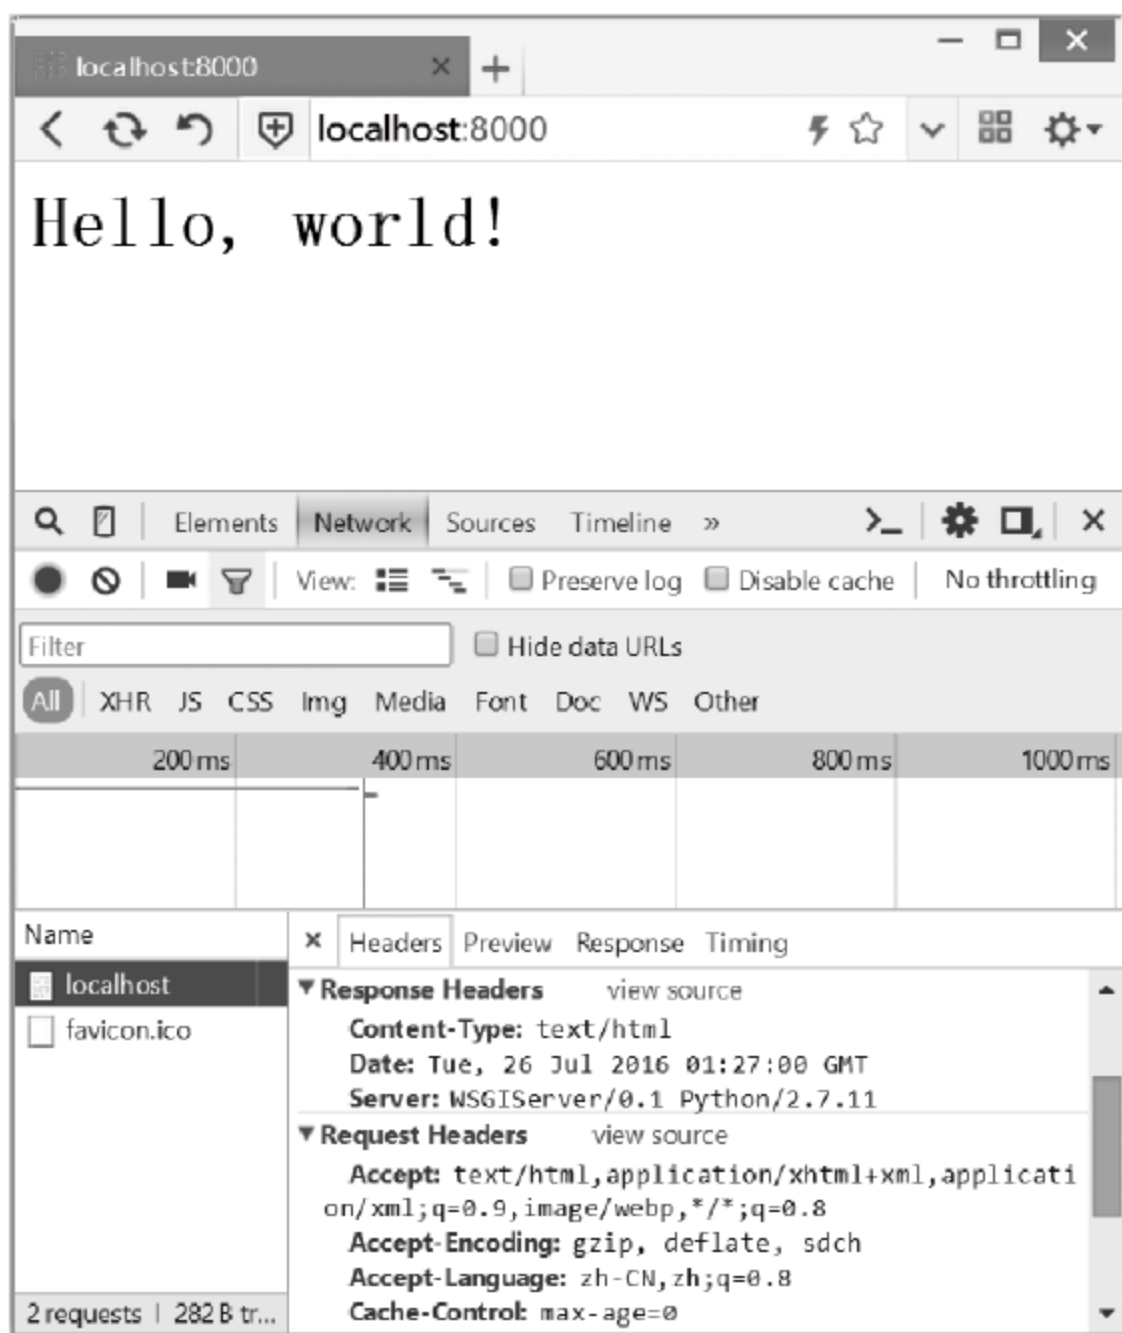 localhost:8000
localhost:8000
Hello, world!
Elements Network Sources Timeline »
View: Preserve log Disable cache No throttling
Filter Hide data URLs
All XHR JS CSS Img Media Font Doc WS Other
200 ms 400 ms 600 ms 800 ms 1000 ms
Name
localhost
favicon.ico
2 requests | 282 B tr...
Headers Preview Response Timing
Response Headers view source
Content-Type: text/html
Date: Tue, 26 Jul 2016 01:27:00 GMT
Server: WSGIServer/0.1 Python/2.7.11
Request Headers view source
Accept: text/html,application/xhtml+xml,applicati
on/xml;q=0.9,image/webp,*/*;q=0.8
Accept-Encoding: gzip, deflate, sdch
Accept-Language: zh-CN,zh;q=0.8
Cache-Control: max-age=0